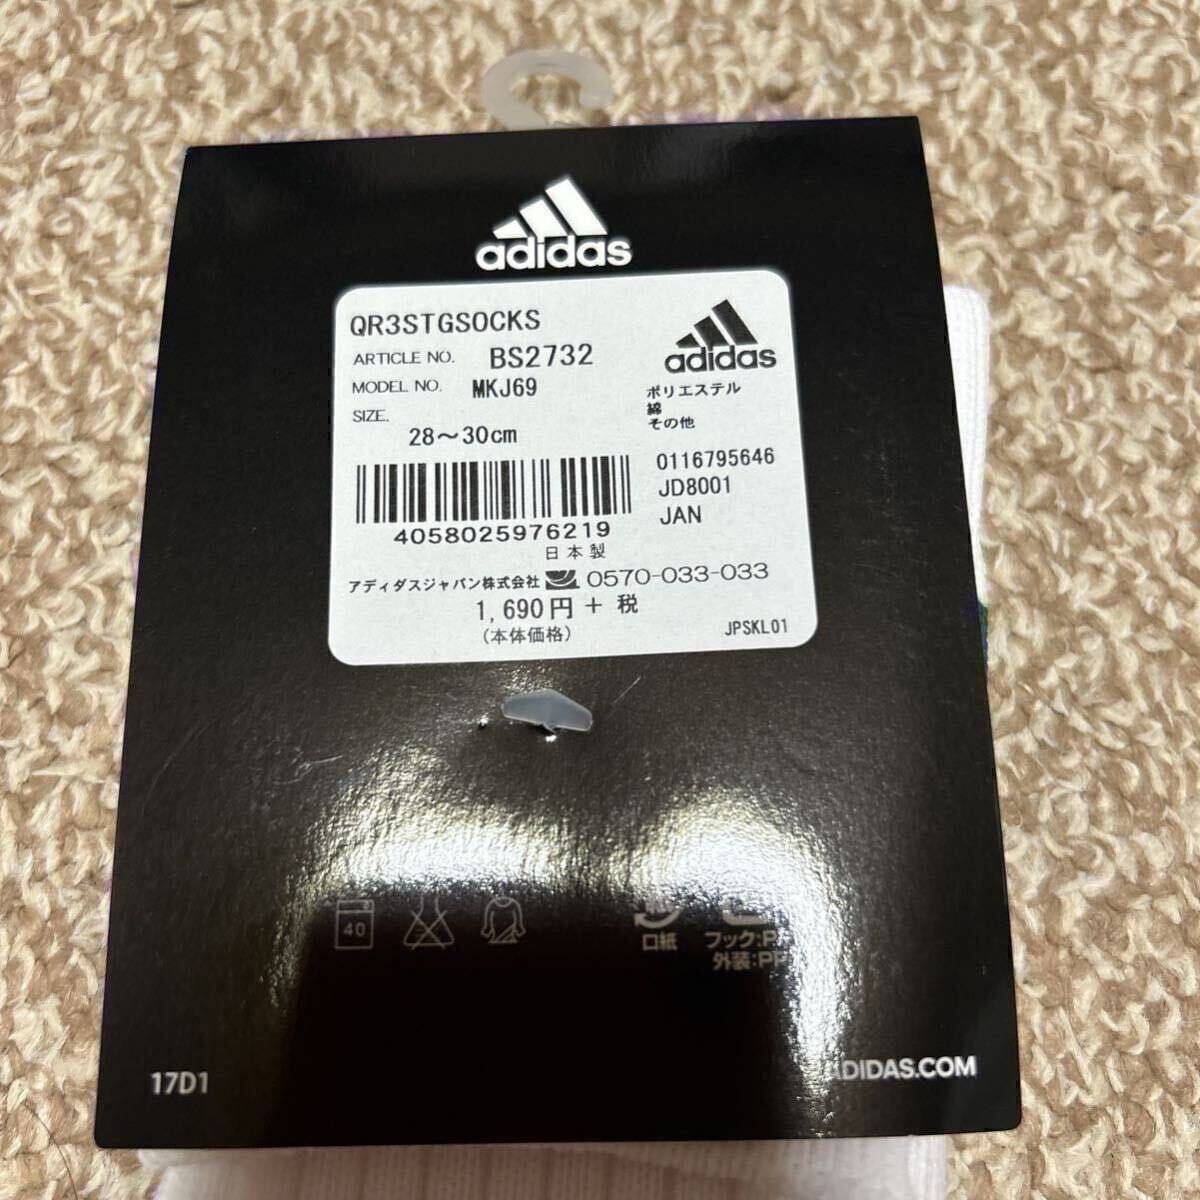 adidas
QR3STGSOCKS
ARTICLE NO. BS2732
MODEL NO. MKJ69
SIZE.
28～30cm
adidas
ポリエステル
綿
その他
0116795646
JD8001
JAN
4058025976219
日本製
アディダスジャパン株式会社 0570-033-033
1,690円 + 税
(本体価格)
JPSKL01
40
口紙
フック:P
外装:PP
17D1
ADIDAS.COM